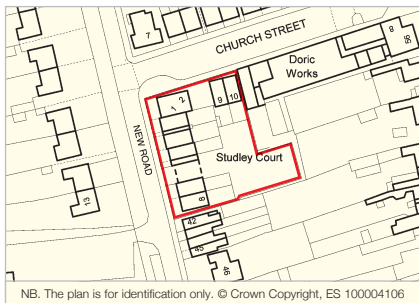 7
CHURCH STREET
8
58
Doric
Works
1 2
9
10
NEW ROAD
Studley Court
8
13
42
45
46
NB. The plan is for identification only. © Crown Copyright, ES 100004106